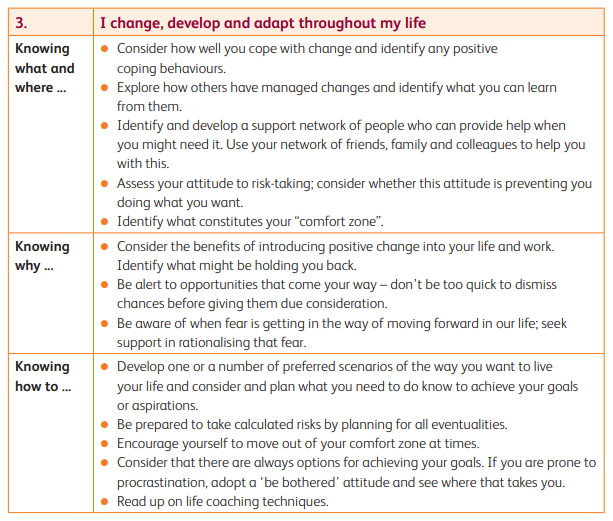 3. I change, develop and adapt throughout my life
Knowing what and where ...
• Consider how well you cope with change and identify any positive
coping behaviours.
• Explore how others have managed changes and identify what you can learn
from them.
• Identify and develop a support network of people who can provide help when
you might need it. Use your network of friends, family and colleagues to help you
with this.
• Assess your attitude to risk-taking; consider whether this attitude is preventing you
doing what you want.
• Identify what constitutes your “comfort zone”.
Knowing why ...
• Consider the benefits of introducing positive change into your life and work.
Identify what might be holding you back.
• Be alert to opportunities that come your way – don’t be too quick to dismiss
chances before giving them due consideration.
• Be aware of when fear is getting in the way of moving forward in our life; seek
support in rationalising that fear.
Knowing how to ...
• Develop one or a number of preferred scenarios of the way you want to live
your life and consider and plan what you need to do know to achieve your goals
or aspirations.
• Be prepared to take calculated risks by planning for all eventualities.
• Encourage yourself to move out of your comfort zone at times.
• Consider that there are always options for achieving your goals. If you are prone to
procrastination, adopt a ‘be bothered’ attitude and see where that takes you.
• Read up on life coaching techniques.